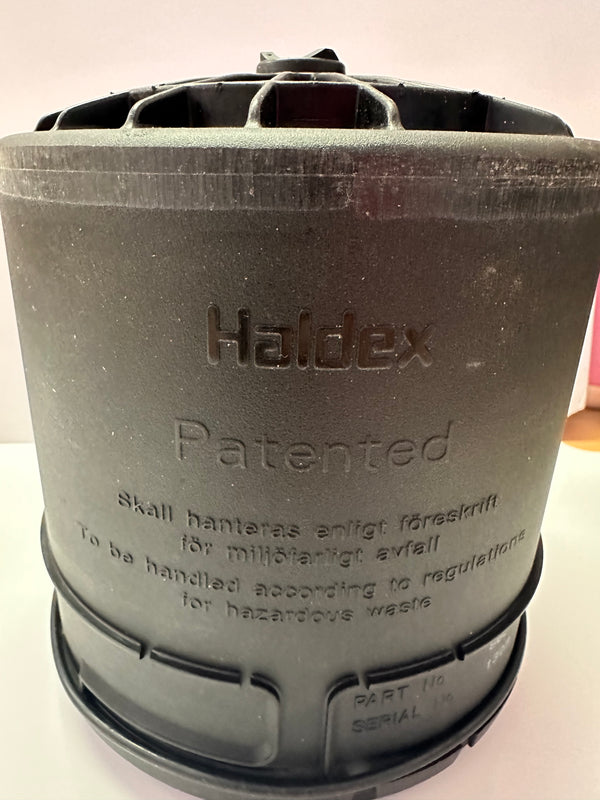 Haldex
Patented
Skall hanteras enligt föreskrift
för miljöfarligt avfall
To be handled according to regulations
for hazardous waste
PART No
SERIAL No